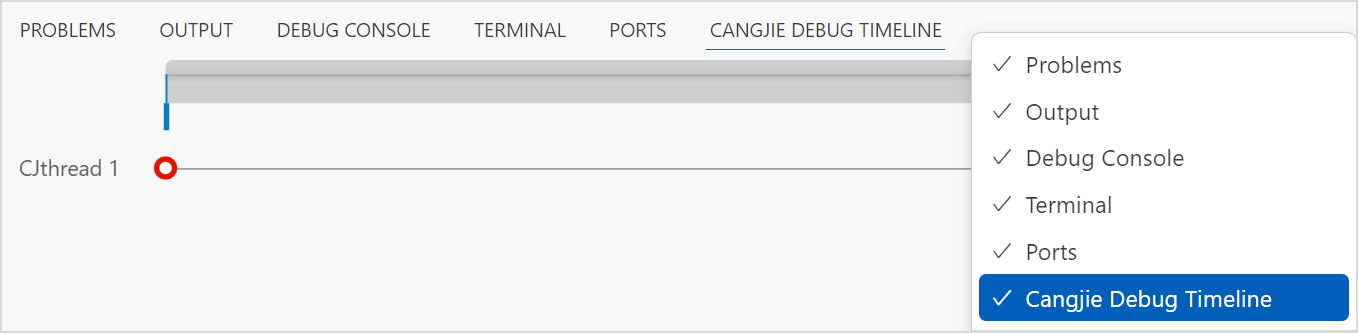 PROBLEMS OUTPUT DEBUG CONSOLE TERMINAL PORTS CANGJIE DEBUG TIMELINE
CJthread 1
Problems
Output
Debug Console
Terminal
Ports
Cangjie Debug Timeline